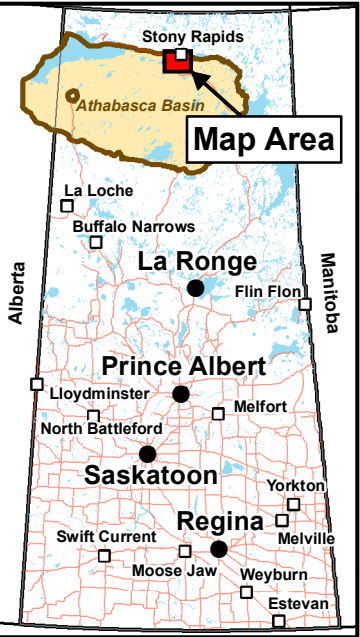 Stony Rapids
Athabasca Basin
Map Area
La Loche
Buffalo Narrows
La Ronge
Flin Flon
Alberta
Manitoba
Prince Albert
Lloydminster
Melfort
North Battleford
Saskatoon
Yorkton
Regina
Swift Current
Melville
Moose Jaw
Weyburn
Estevan